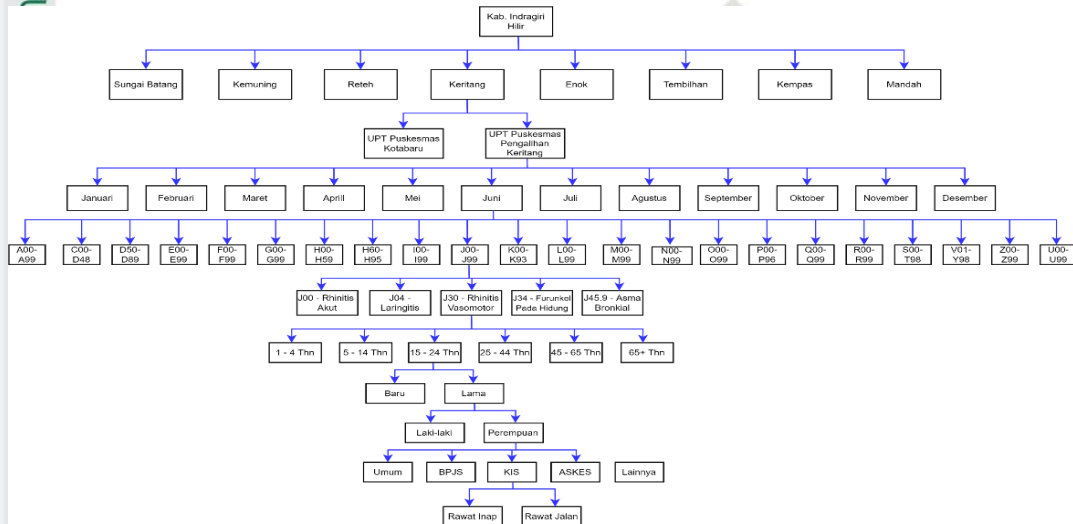 Kab. Indragiri
Hilir
Sungai Batang
Kemuning
Reteh
Keritang
Enok
Tembilhan
Kempas
Mandah
UPT Puskesmas
Kotabaru
UPT Puskesmas
Pengalihan
Keritang
Januari
Februari
Maret
Aprill
Mei
Juni
Juli
Agustus
September
Oktober
November
Desember
A00-
A99
C00-
D48
D50-
D89
E00-
E99
F00-
F99
G00-
G99
H00-
H59
H60-
H95
I00-
I99
J00-
J99
K00-
K93
L00-
L99
M00-
M99
N00-
N99
O00-
O99
P00-
P96
Q00-
Q99
R00-
R99
S00-
T98
V01-
Y98
Z00-
Z99
U00-
U99
J00 - Rhinitis
Akut
J04 -
Laringitis
J30 - Rhinitis
Vasomotor
J34 - Furunkel
Pada Hidung
J45.9 - Asma
Bronkial
1 - 4 Thn
5 - 14 Thn
15 - 24 Thn
25 - 44 Thn
45 - 65 Thn
65+ Thn
Baru
Lama
Laki-laki
Perempuan
Umum
BPJS
KIS
ASKES
Lainnya
Rawat Inap
Rawat Jalan